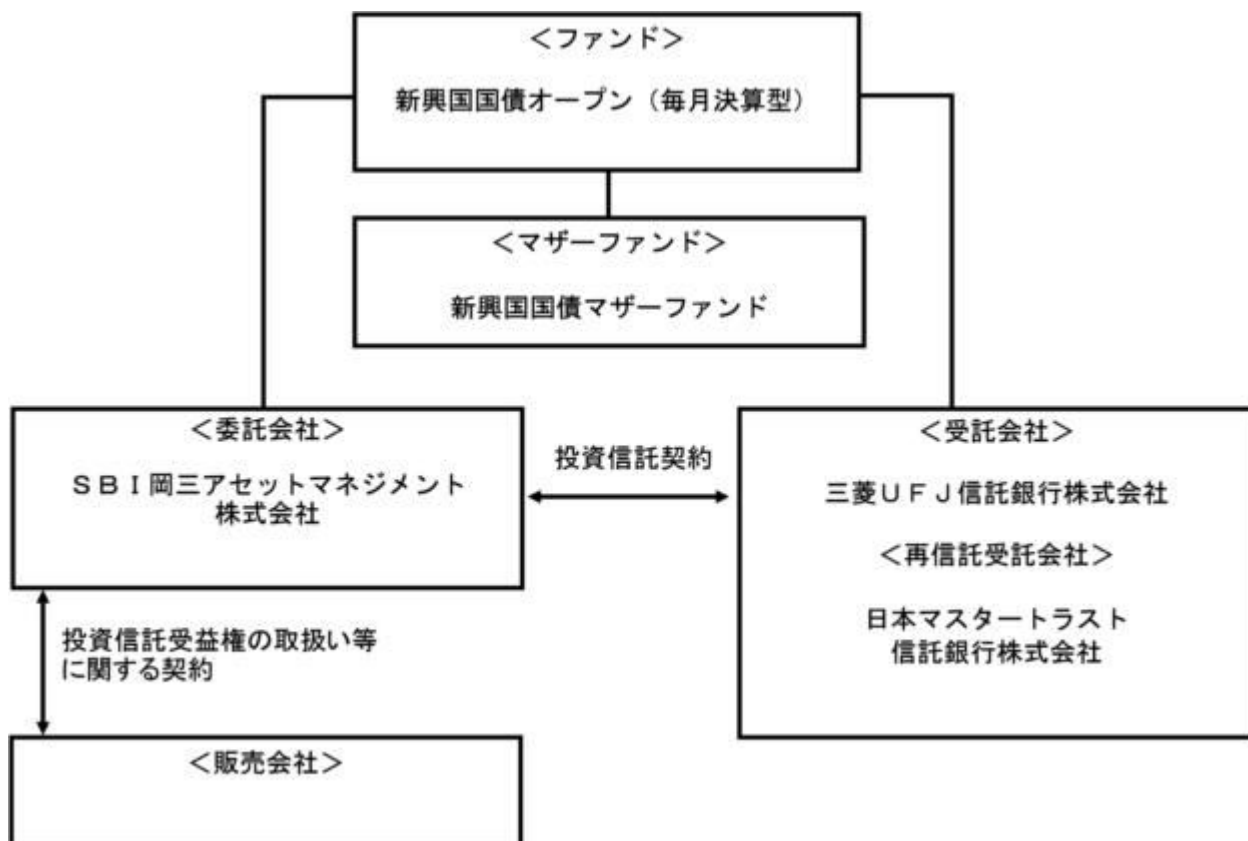 ＜ファンド＞
新興国国債オープン（毎月決算型）
＜マザーファンド＞
新興国国債マザーファンド
＜委託会社＞
ＳＢＩ岡三アセットマネジメント
株式会社
投資信託契約
＜受託会社＞
三菱ＵＦＪ信託銀行株式会社
＜再信託受託会社＞
日本マスタートラスト
信託銀行株式会社
投資信託受益権の取扱い等
に関する契約
＜販売会社＞